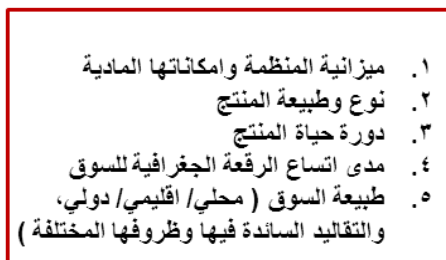 ١. ميزانية المنظمة وامكاناتها المادية
٢. نوع وطبيعة المنتج
٣. دورة حياة المنتج
٤. مدى اتساع الرقعة الجغرافية للسوق
٥. طبيعة السوق ( محلي/ اقليمي/ دولي،
والتقاليد السائدة فيها وظروفها المختلفة )